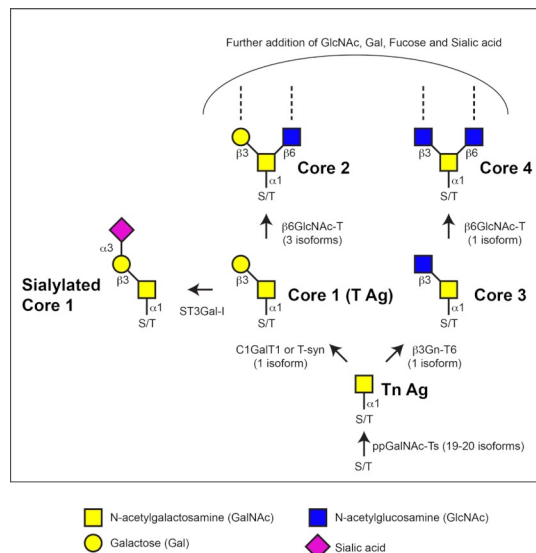 Further addition of GlcNAc, Gal, Fucose and Sialic acid
β3
β6
β3
β6
α1
Core 2
α1
Core 4
S/T
S/T
β6GlcNAc-T
(3 isoforms)
β6GlcNAc-T
(1 isoform)
α3
Sialylated
Core 1
β3
α1
S/T
ST3Gal-I
β3
α1
S/T
Core 1 (T Ag)
β3
α1
S/T
Core 3
C1GalT1 or T-syn
(1 isoform)
β3Gn-T6
(1 isoform)
Tn Ag
α1
S/T
ppGalNAc-Ts (19-20 isoforms)
S/T
N-acetylgalactosamine (GalNAc)
N-acetylglucosamine (GlcNAc)
Galactose (Gal)
Sialic acid